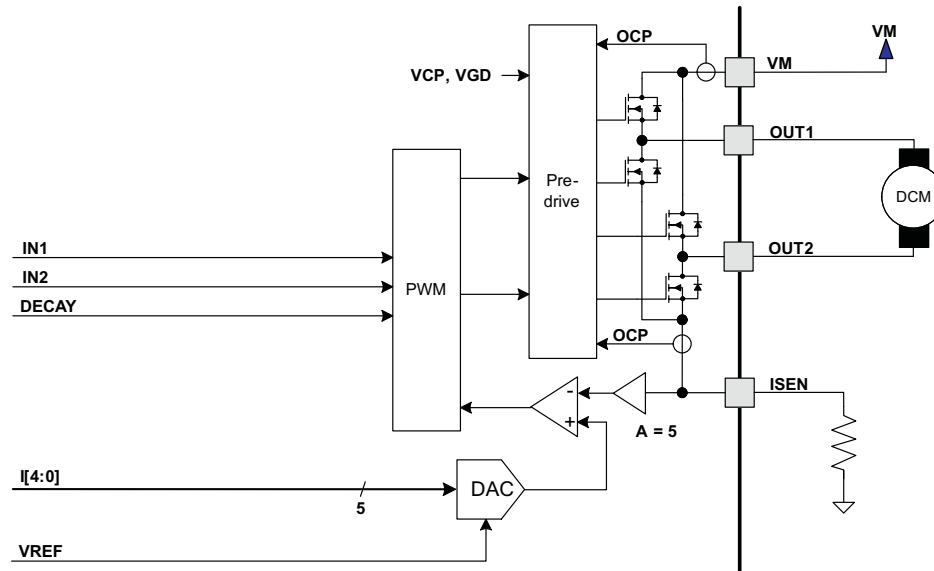 VM
OCP
VM
VCP, VGD
OUT1
Pre-
drive
DCM
IN1
OUT2
IN2
PWM
DECAY
OCP
ISEN
-
+
A = 5
I[4:0]
DAC
5
VREF